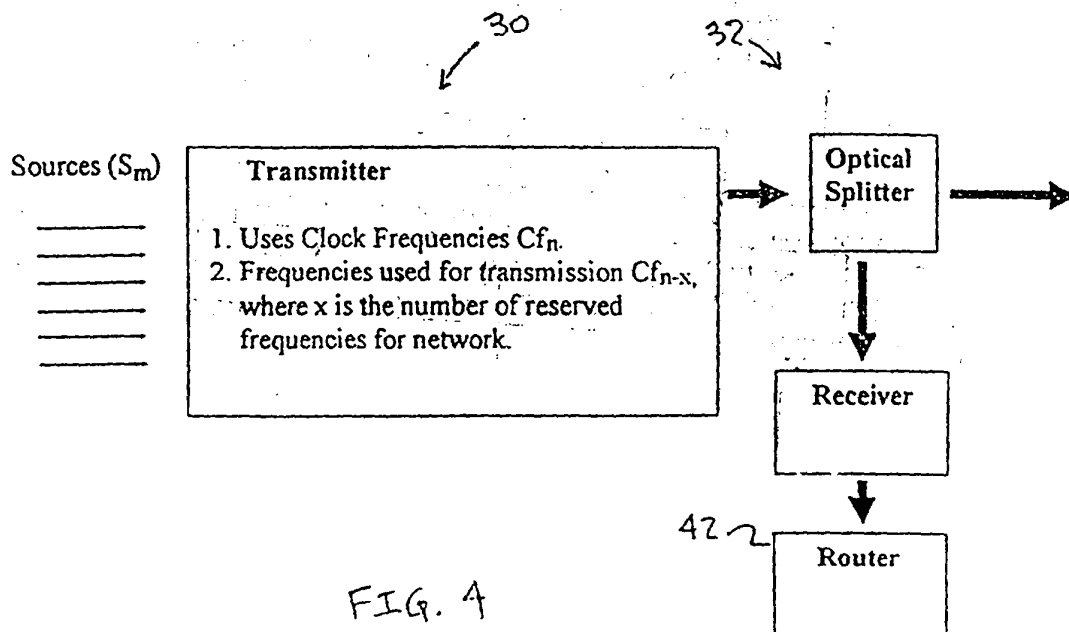 30
32
Sources (Sm)
Transmitter
1. Uses Clock Frequencies Cfn.
2. Frequencies used for transmission Cfn-x,
where x is the number of reserved
frequencies for network.
Optical
Splitter
Receiver
42
Router
FIG. 4